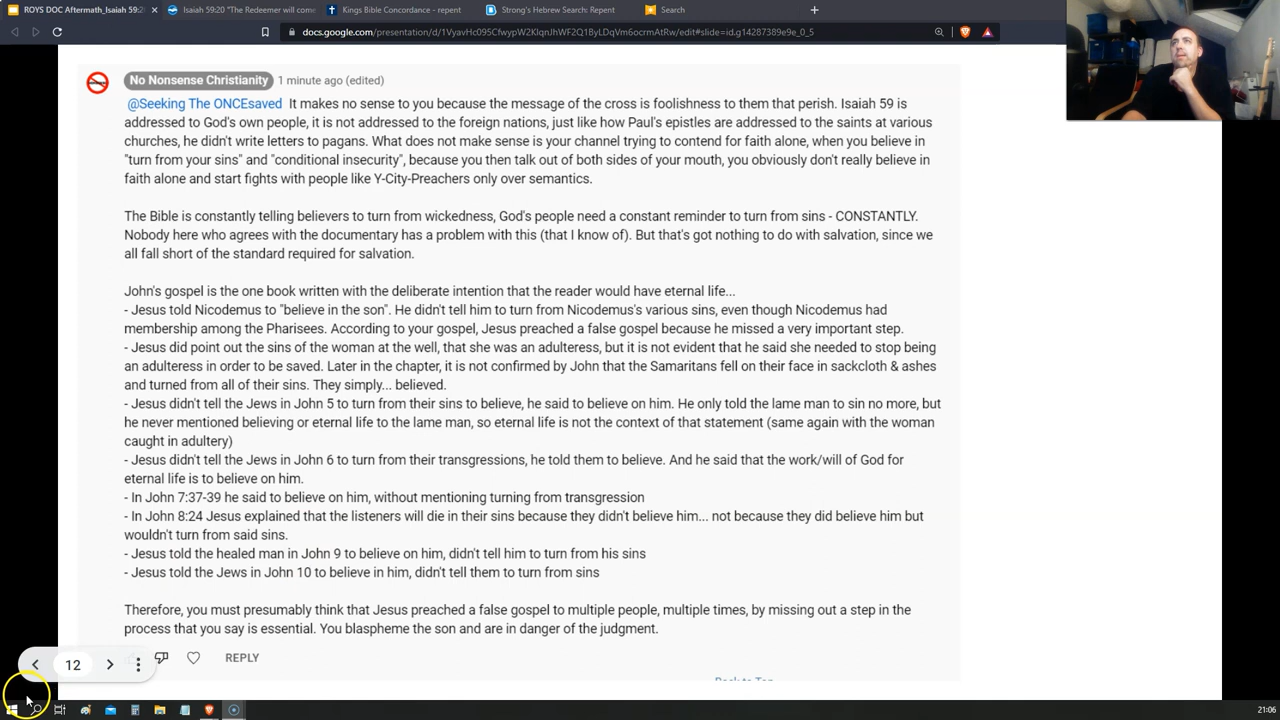 ROYS DOC Aftermath_Isaiah 59:2
Isaiah 59:20 "The Redeemer will come
Kings Bible Concordance - repent
Strong's Hebrew Search: Repent
Search
docs.google.com/presentation/d/1VyavHc095CfwypW2KlqnJhWF2Q1ByLDqVm6ocrmAtRw/edit#slide=id.g14287389e9e_0_5
No Nonsense Christianity 1 minute ago (edited)
@Seeking The ONCEsaved It makes no sense to you because the message of the cross is foolishness to them that perish. Isaiah 59 is
addressed to God's own people, it is not addressed to the foreign nations, just like how Paul's epistles are addressed to the saints at various
churches, he didn't write letters to pagans. What does not make sense is your channel trying to contend for faith alone, when you believe in
"turn from your sins" and "conditional insecurity", because you then talk out of both sides of your mouth, you obviously don't really believe in
faith alone and start fights with people like Y-City-Preachers only over semantics.
The Bible is constantly telling believers to turn from wickedness, God's people need a constant reminder to turn from sins - CONSTANTLY.
Nobody here who agrees with the documentary has a problem with this (that I know of). But that's got nothing to do with salvation, since we
all fall short of the standard required for salvation.
John's gospel is the one book written with the deliberate intention that the reader would have eternal life...
- Jesus told Nicodemus to "believe in the son". He didn't tell him to turn from Nicodemus's various sins, even though Nicodemus had
membership among the Pharisees. According to your gospel, Jesus preached a false gospel because he missed a very important step.
- Jesus did point out the sins of the woman at the well, that she was an adulteress, but it is not evident that he said she needed to stop being
an adulteress in order to be saved. Later in the chapter, it is not confirmed by John that the Samaritans fell on their face in sackcloth & ashes
and turned from all of their sins. They simply... believed.
- Jesus didn't tell the Jews in John 5 to turn from their sins to believe, he said to believe on him. He only told the lame man to sin no more, but
he never mentioned believing or eternal life to the lame man, so eternal life is not the context of that statement (same again with the woman
caught in adultery)
- Jesus didn't tell the Jews in John 6 to turn from their transgressions, he told them to believe. And he said that the work/will of God for
eternal life is to believe on him.
- In John 7:37-39 he said to believe on him, without mentioning turning from transgression
- In John 8:24 Jesus explained that the listeners will die in their sins because they didn't believe him... not because they did believe him but
wouldn't turn from said sins.
- Jesus told the healed man in John 9 to believe on him, didn't tell him to turn from his sins
- Jesus told the Jews in John 10 to believe in him, didn't tell them to turn from sins
Therefore, you must presumably think that Jesus preached a false gospel to multiple people, multiple times, by missing out a step in the
process that you say is essential. You blaspheme the son and are in danger of the judgment.
REPLY
12
Back to Top
21:06